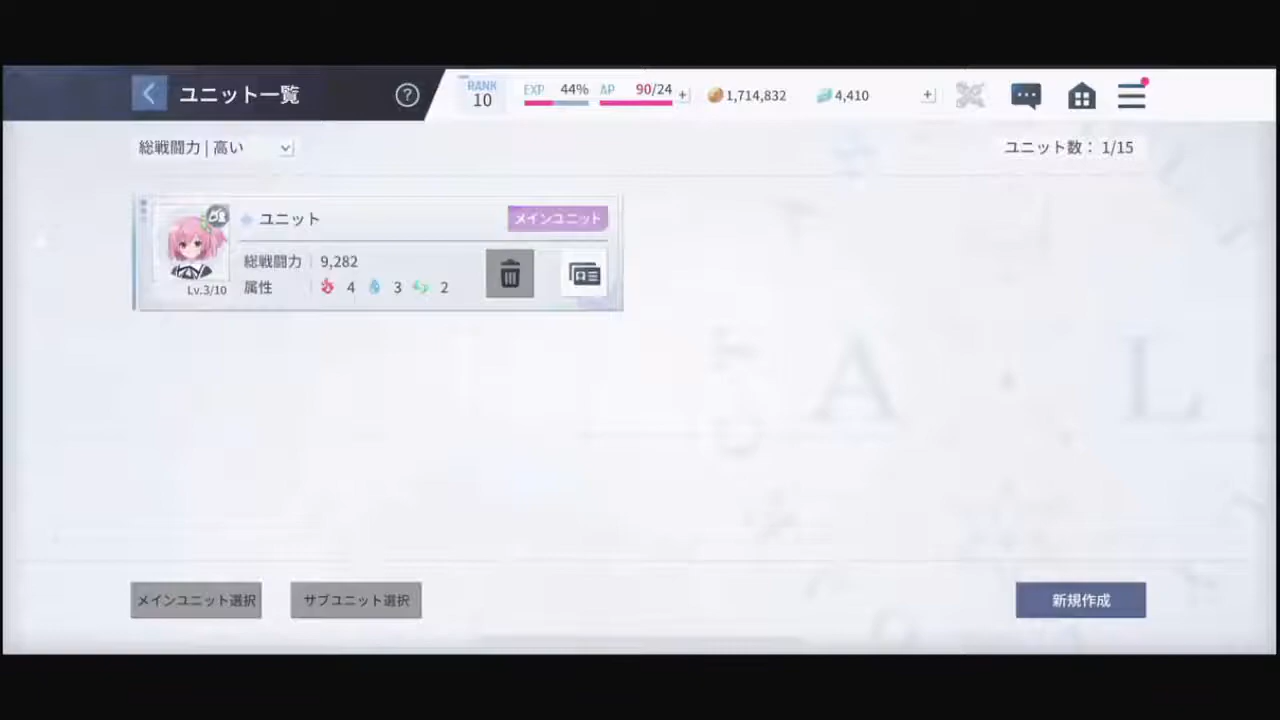 ユニット一覧
?
RANK
10
EXP 44%
AP 90/24
1,714,832
4,410
総戦闘力 | 高い
ユニット数： 1/15
ユニット
メインユニット
総戦闘力 9,282
Lv.3/10
属性 4 3 2
A L
メインユニット選択
サブユニット選択
新規作成